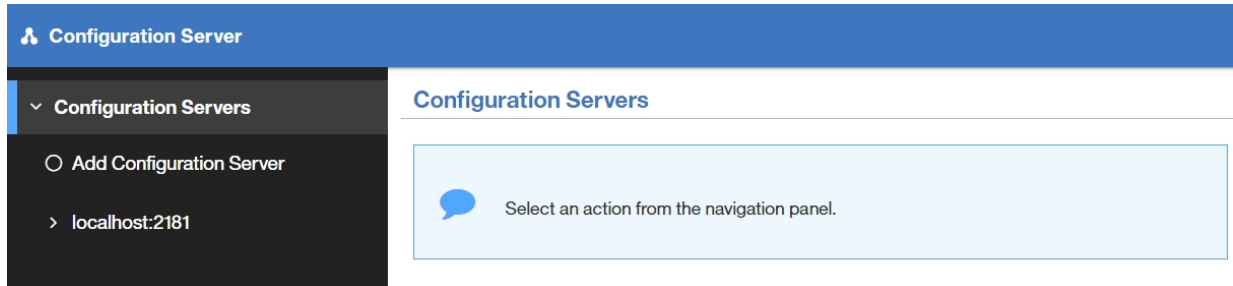 Configuration Server
Configuration Servers
Add Configuration Server
localhost:2181
Configuration Servers
Select an action from the navigation panel.